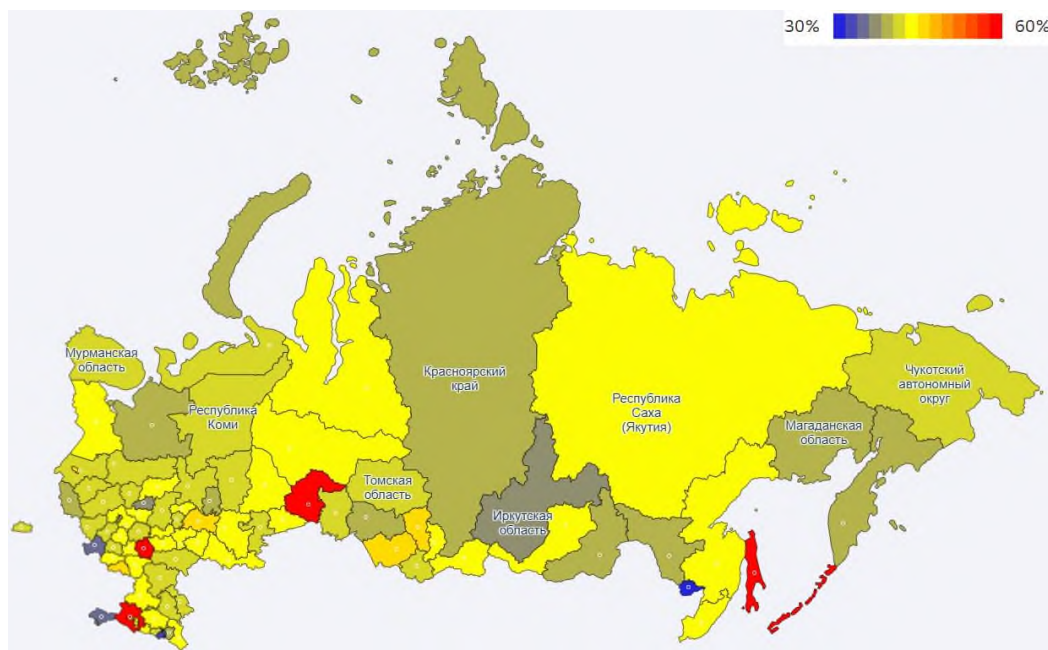 30%
60%
Мурманская
область
Республика
Коми
Красноярский
край
Республика
Саха
(Якутия)
Чукотский
автономный
округ
Магаданская
область
Томская
область
Иркутская
область